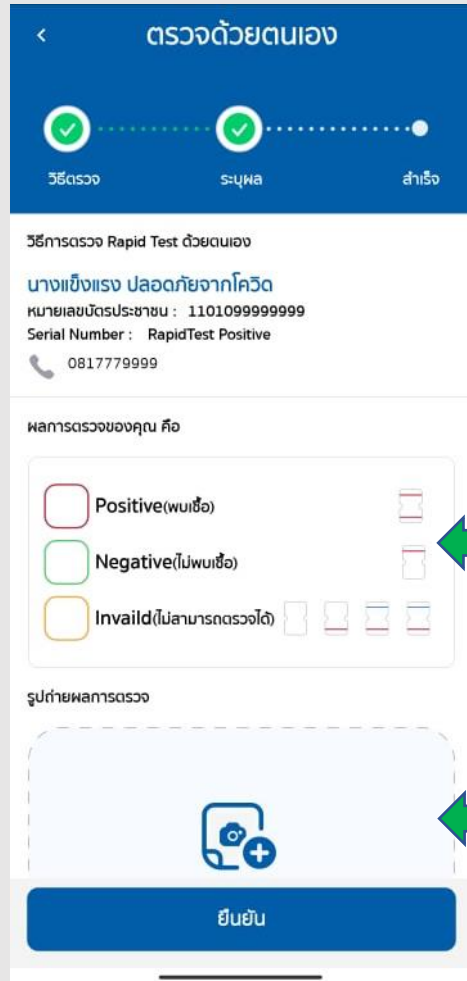 ตรวจด้วยตนเอง
วิธีตรวจ
ระบุผล
สำเร็จ
วิธีการตรวจ Rapid Test ด้วยตนเอง
นางแข็งแรง ปลอดภัยจากโควิด
หมายเลขบัตรประชาชน : 1101099999999
Serial Number : RapidTest Positive
0817779999
ผลการตรวจของคุณ คือ
Positive(พบเชื้อ)
Negative(ไม่พบเชื้อ)
Invaild(ไม่สามารถตรวจได้)
รูปถ่ายผลการตรวจ
ยืนยัน